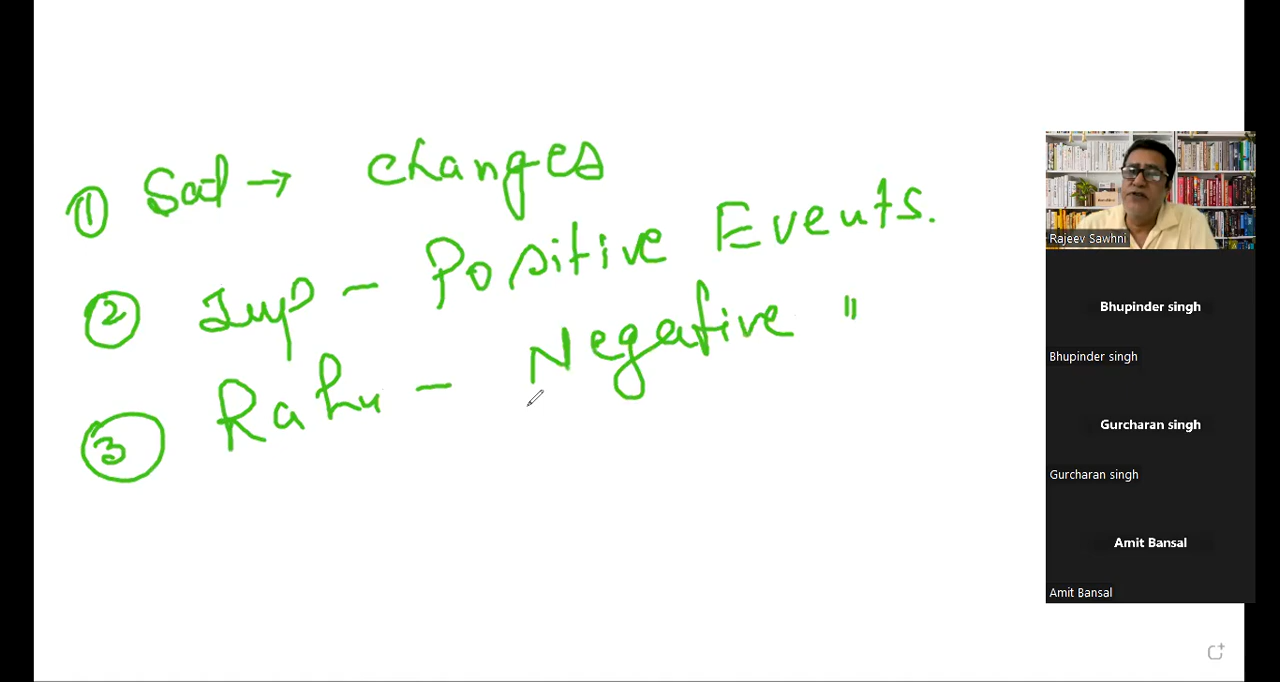 ① Sat → changes
② Jup - Positive Events.
③ Rahu - Negative "
Rajeev Sawhni
Bhupinder singh
Bhupinder singh
Gurcharan singh
Gurcharan singh
Amit Bansal
Amit Bansal